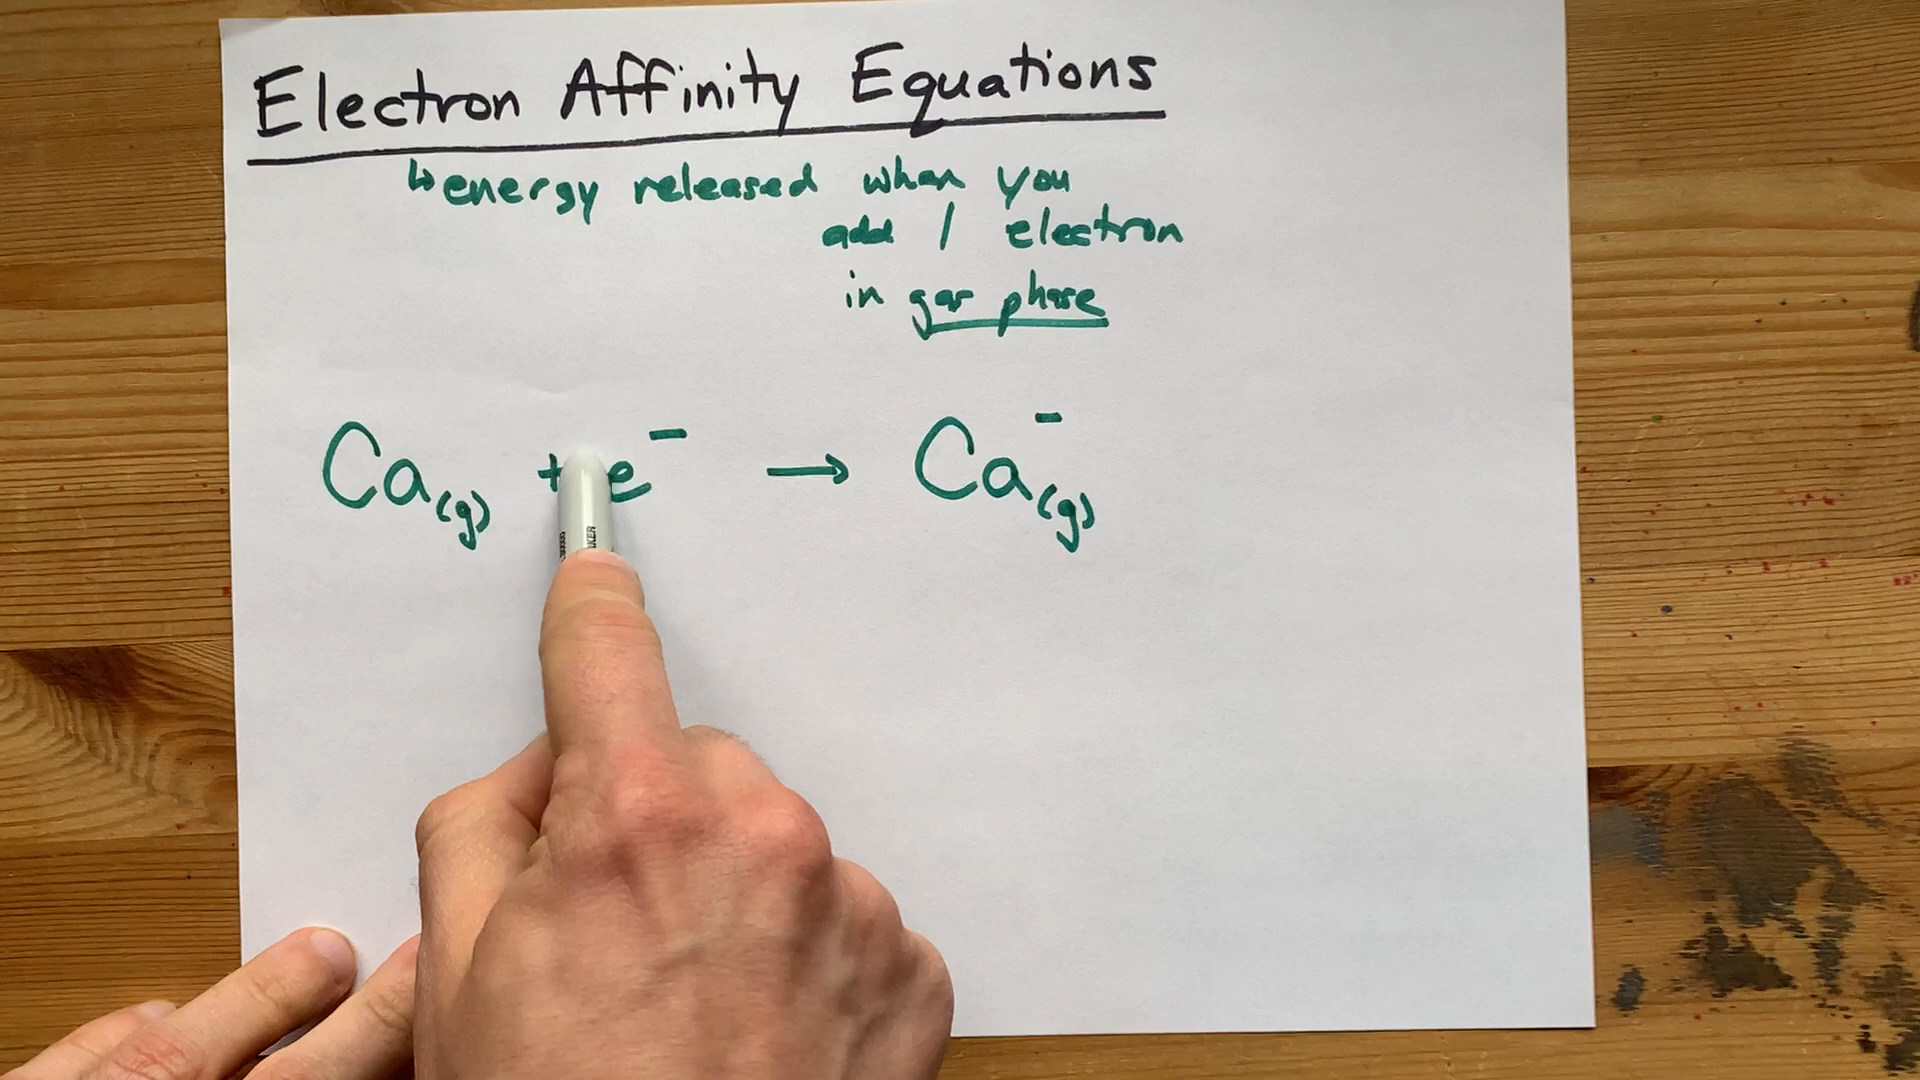 Electron Affinity Equations
↳ energy released when you
add 1 electron
in gas phase
Ca(g) + e⁻ → Ca⁻(g)